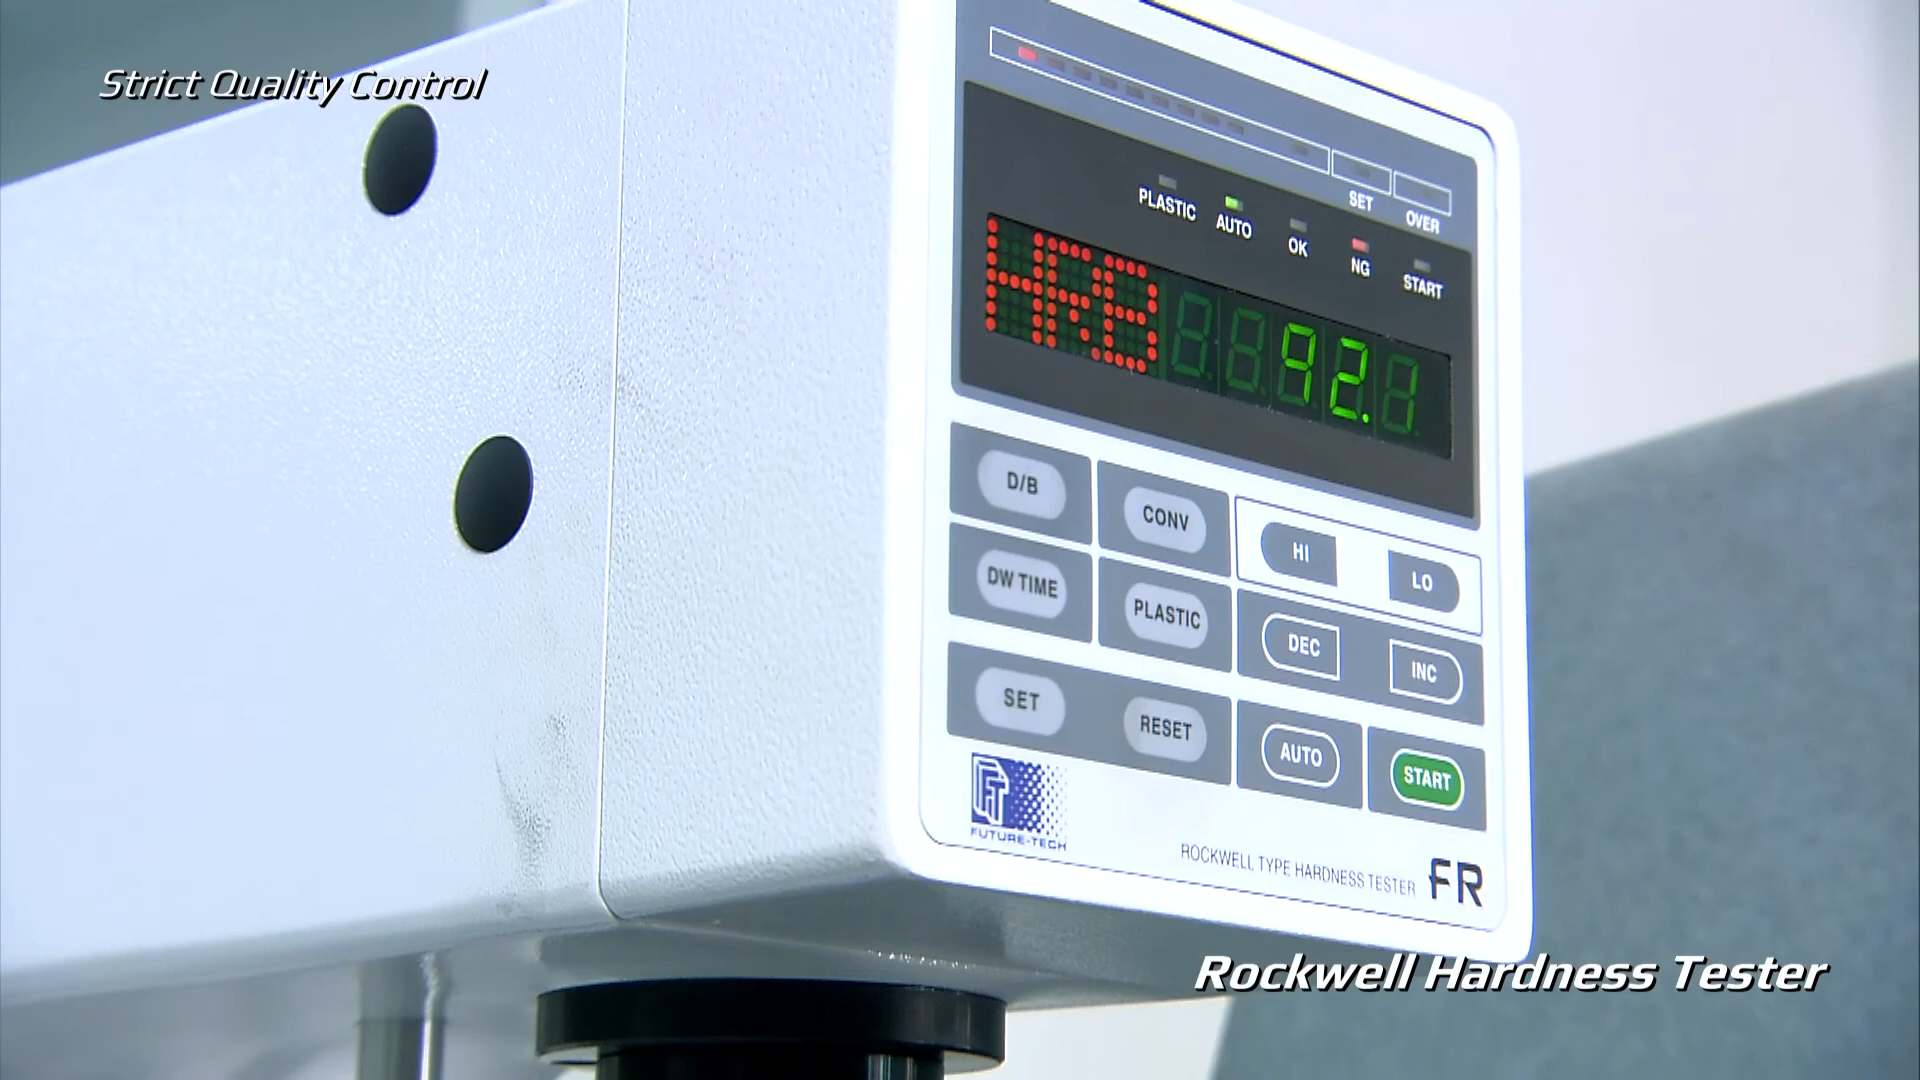 Strict Quality Control
SET
OVER
PLASTIC
AUTO
OK
NG
START
HRB 92.1
D/B
CONV
HI
LO
DW TIME
PLASTIC
DEC
INC
SET
RESET
AUTO
START
FT
FUTURE-TECH
ROCKWELL TYPE HARDNESS TESTER FR
Rockwell Hardness Tester